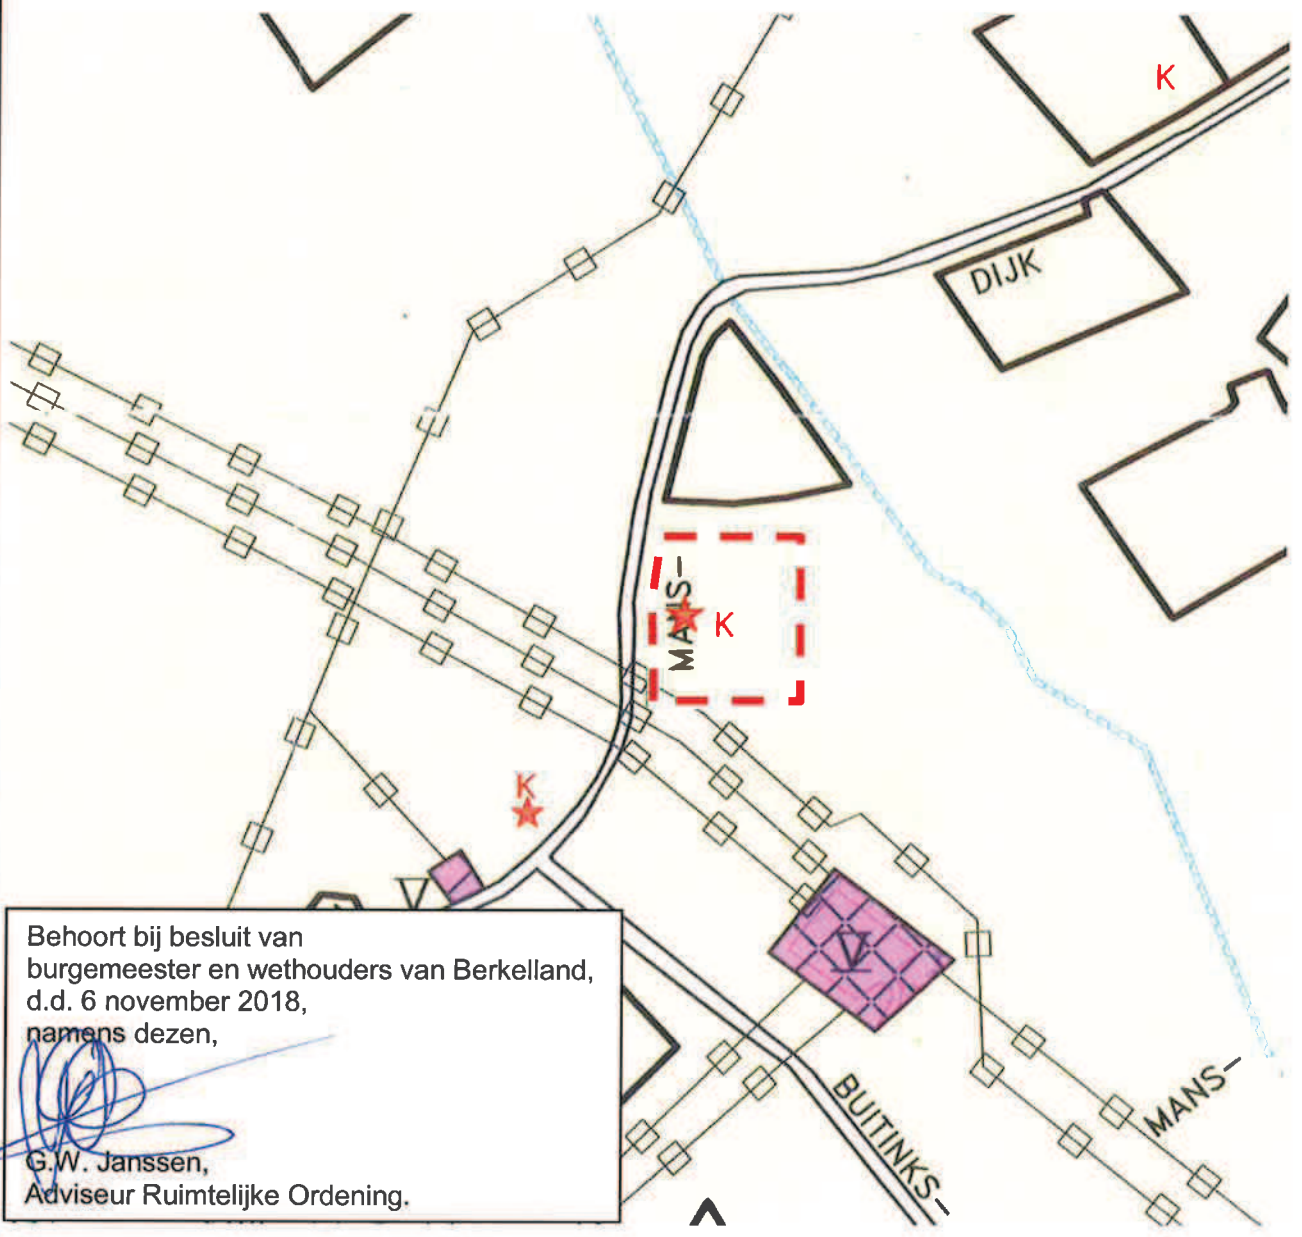 K
DIJK
MANS-
K
K
V
V
Behoort bij besluit van
burgemeester en wethouders van Berkelland,
d.d. 6 november 2018,
namens dezen,
G.W. Janssen,
Adviseur Ruimtelijke Ordening.
BUITINKS-
MANS-